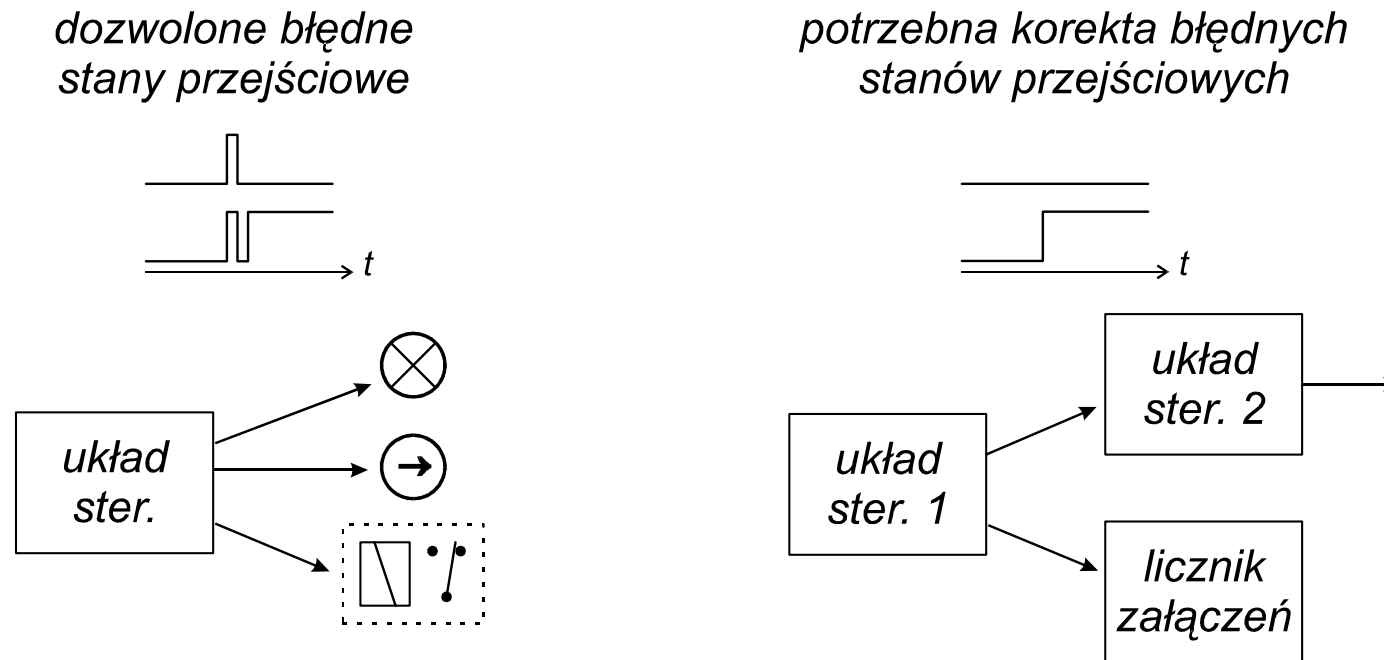 dozwolone błędne
stany przejściowe
t
układ
ster.
potrzebna korekta błędnych
stanów przejściowych
t
układ
ster. 1
układ
ster. 2
licznik
załączeń